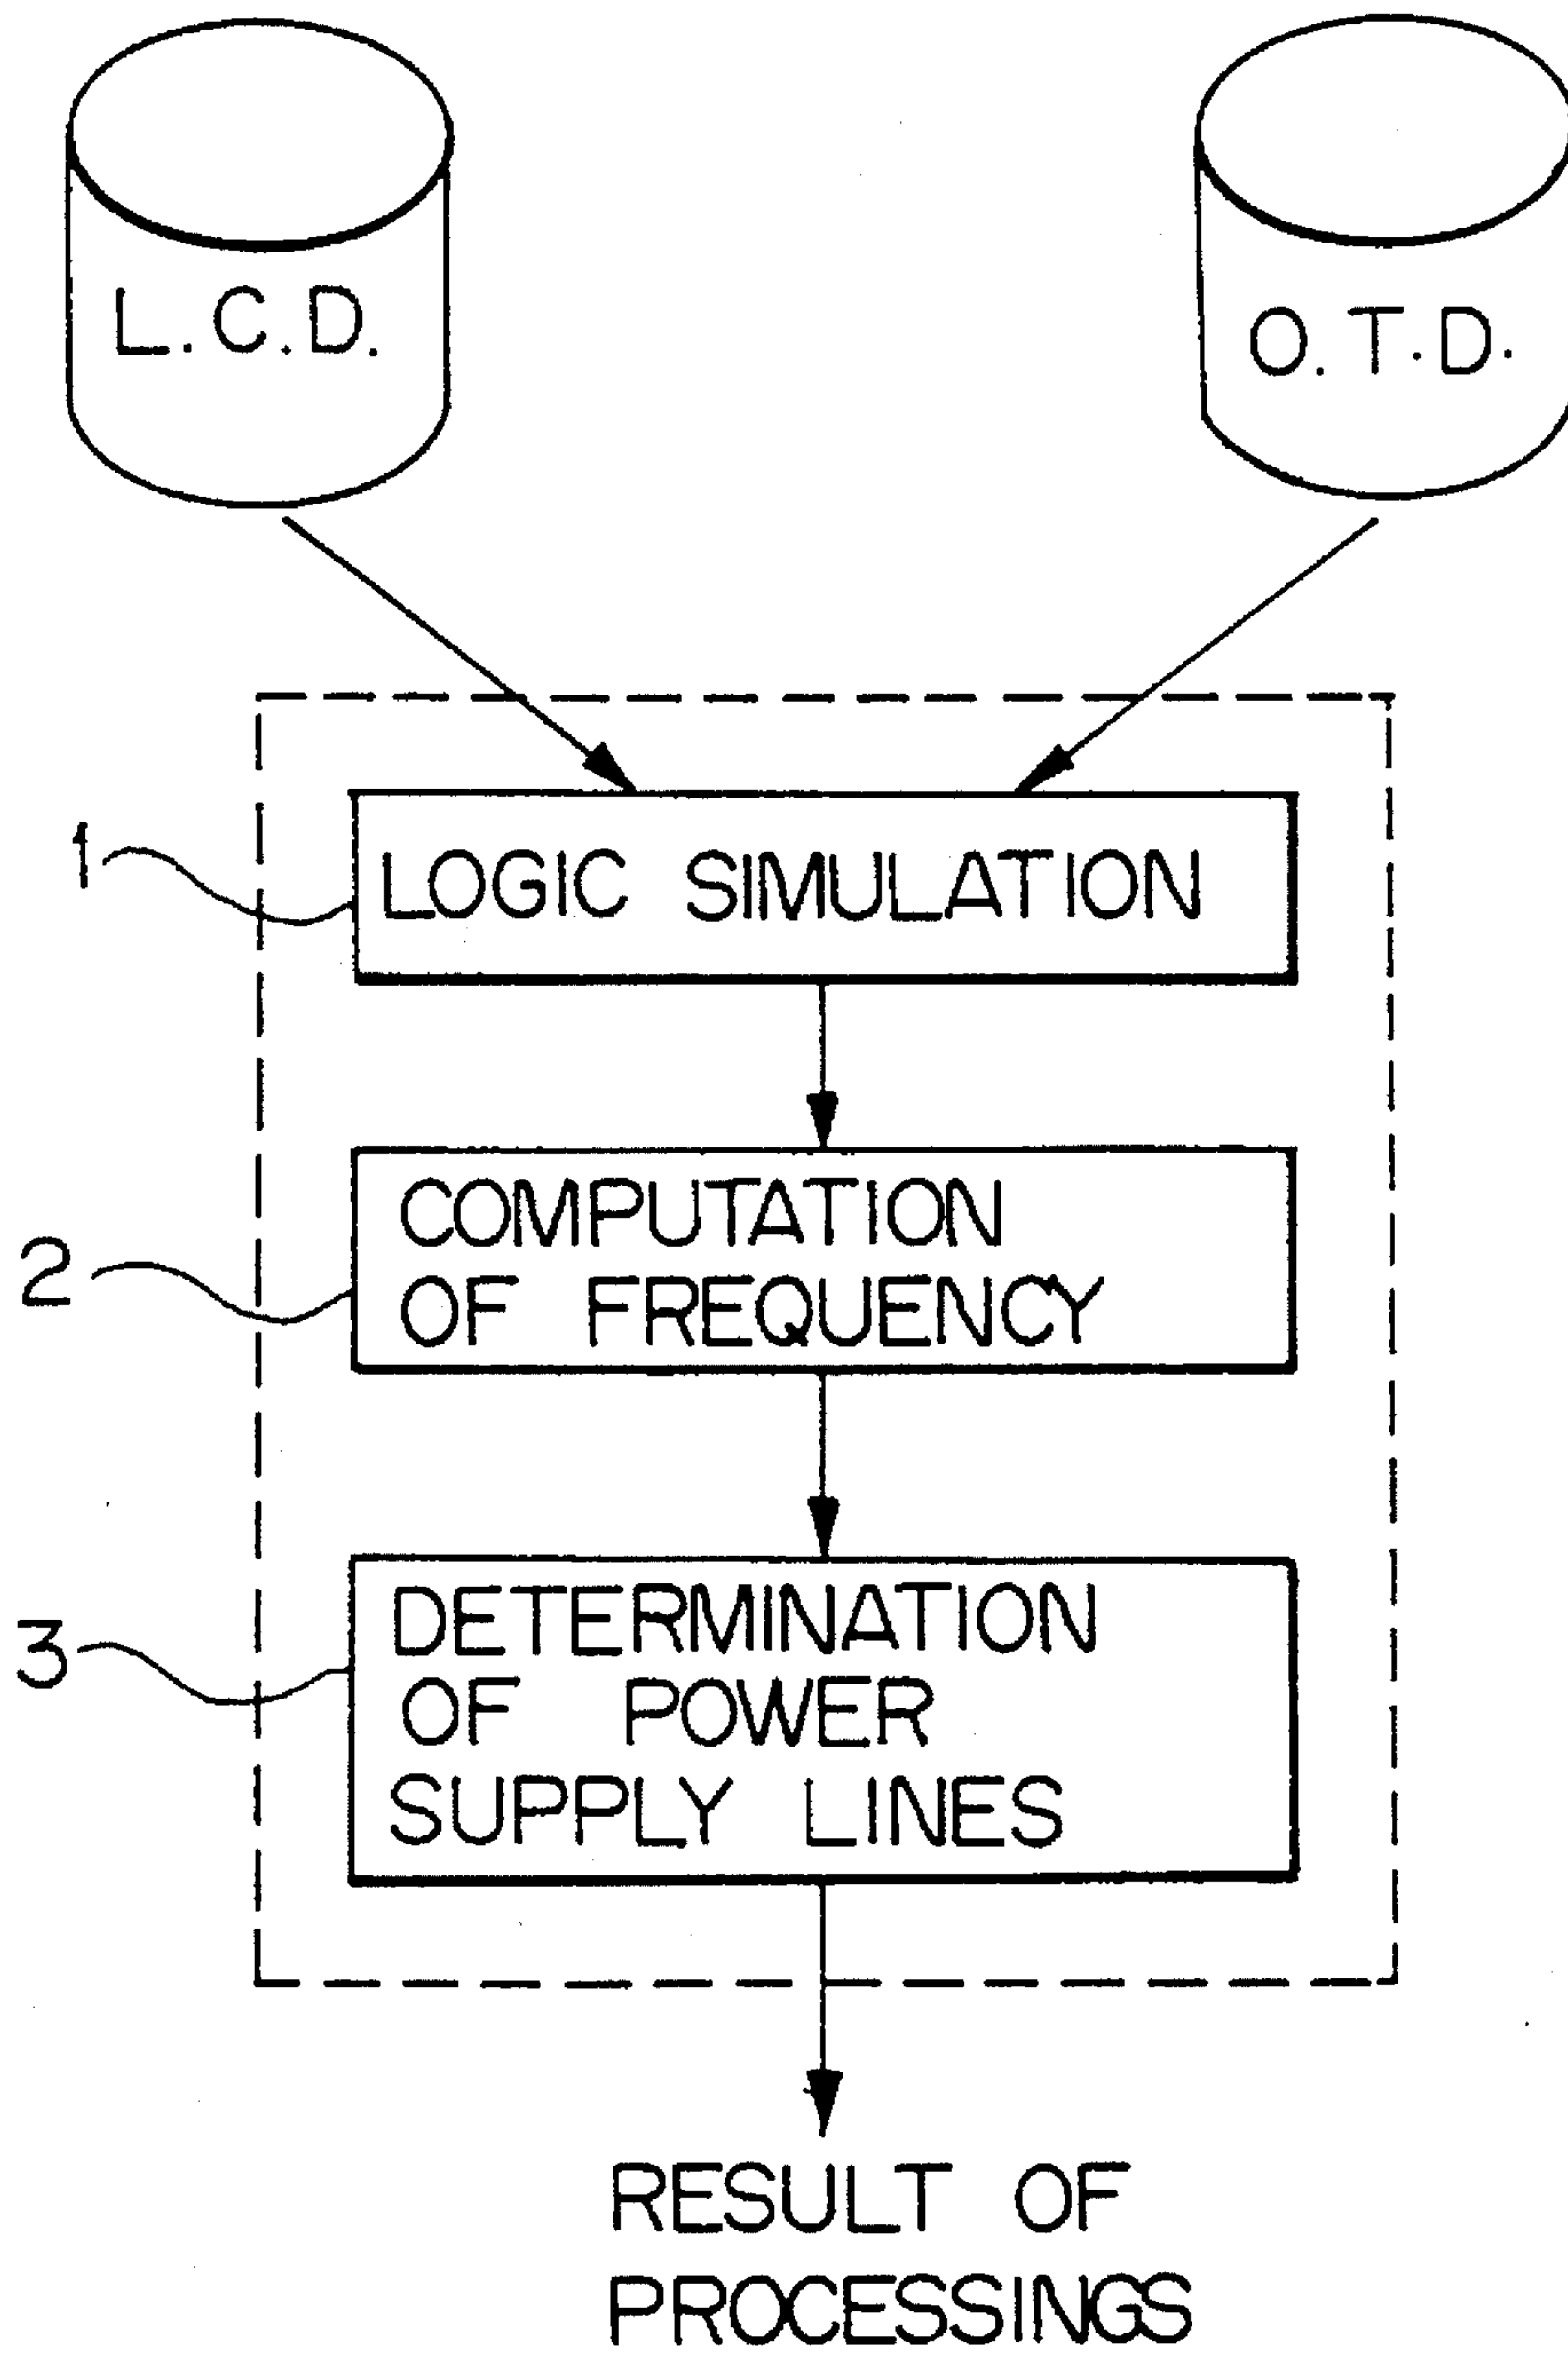 L.C.D.
O.T.D.
1
LOGIC SIMULATION
2
COMPUTATION
OF FREQUENCY
3
DETERMINATION
OF POWER
SUPPLY LINES
RESULT OF
PROCESSINGS